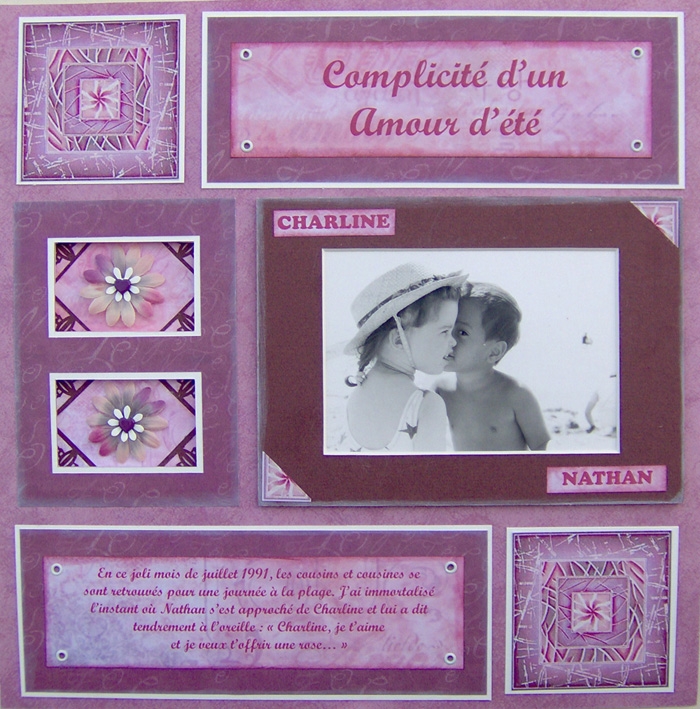 Complicité d'un
Amour d'été
CHARLINE
NATHAN
En ce joli mois de juillet 1991, les cousins et cousines se
sont retrouvés pour une journée à la plage. J'ai immortalisé
l'instant où Nathan s'est approché de Charline et lui a dit
tendrement à l'oreille : « Charline, je t'aime
et je veux t'offrir une rose... »